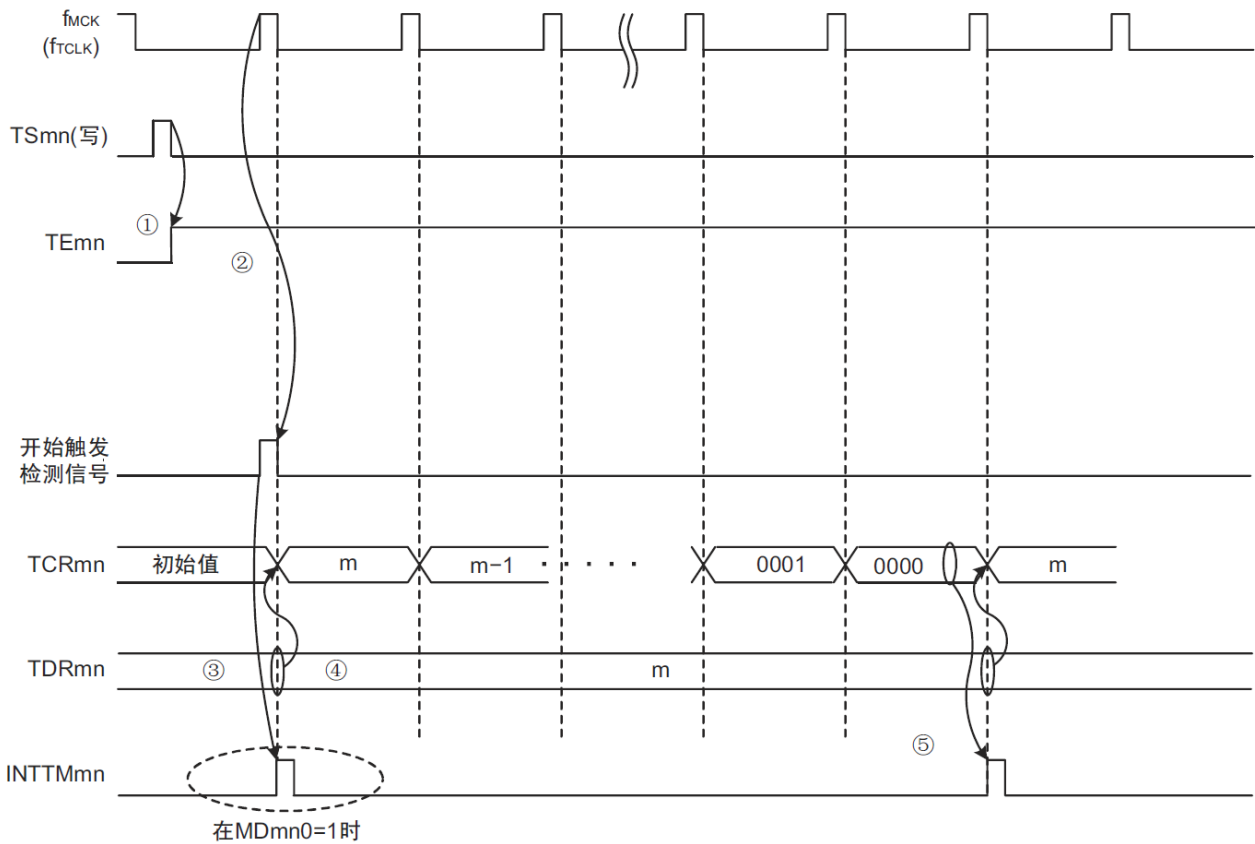 fMCK
(fTCLK)
TSmn(写)
①
TEmn
②
开始触发
检测信号
TCRmn 初始值 m m−1 · · · · · 0001 0000 m
TDRmn ③ ④ m
⑤
INTTMmn
在MDmn0=1时